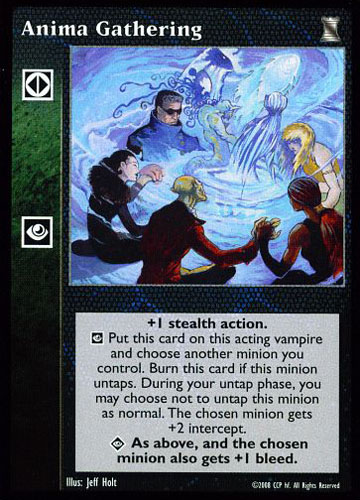 Anima Gathering
+1 stealth action.
Put this card on this acting vampire
and choose another minion you
control. Burn this card if this minion
untaps. During your untap phase, you
may choose not to untap this minion
as normal. The chosen minion gets
+2 intercept.
As above, and the chosen
minion also gets +1 bleed.
Illus: Jeff Holt
©2008 CCP hf. All Rights Reserved